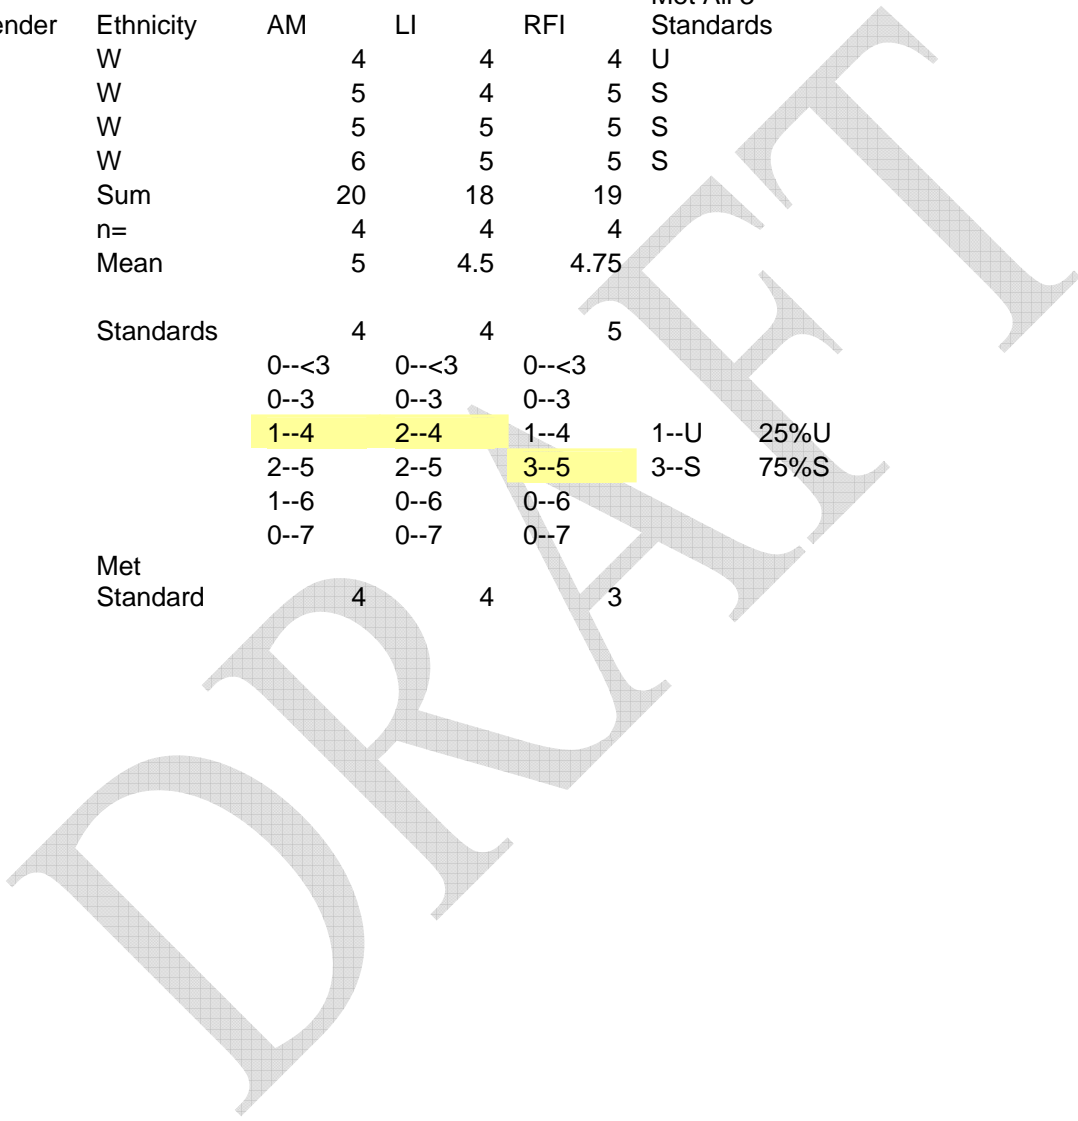 Ethnicity AM LI RFI Standards
W 4 4 4 U
W 5 4 5 S
W 5 5 5 S
W 6 5 5 S
Sum 20 18 19
n= 4 4 4
Mean 5 4.5 4.75
Standards 4 4 5
0--<3 0--<3 0--<3
0--3 0--3 0--3
1--4 2--4 1--4 1--U 25%U
2--5 2--5 3--5 3--S 75%S
1--6 0--6 0--6
0--7 0--7 0--7
Met
Standard 4 4 3
DRAFT